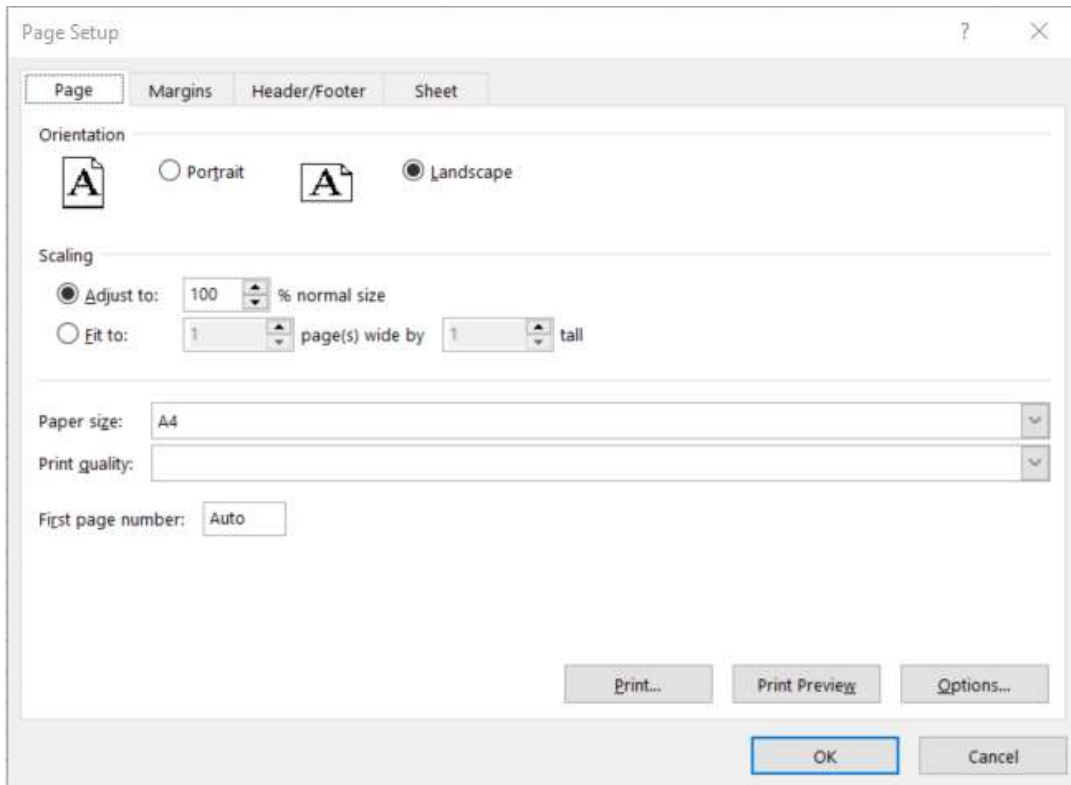 Page Setup ? ×
Page Margins Header/Footer Sheet
Orientation
A Portrait A Landscape
Scaling
Adjust to: 100 % normal size
Fit to: 1 page(s) wide by 1 tall
Paper size: A4
Print quality:
First page number: Auto
Print... Print Preview Options...
OK Cancel